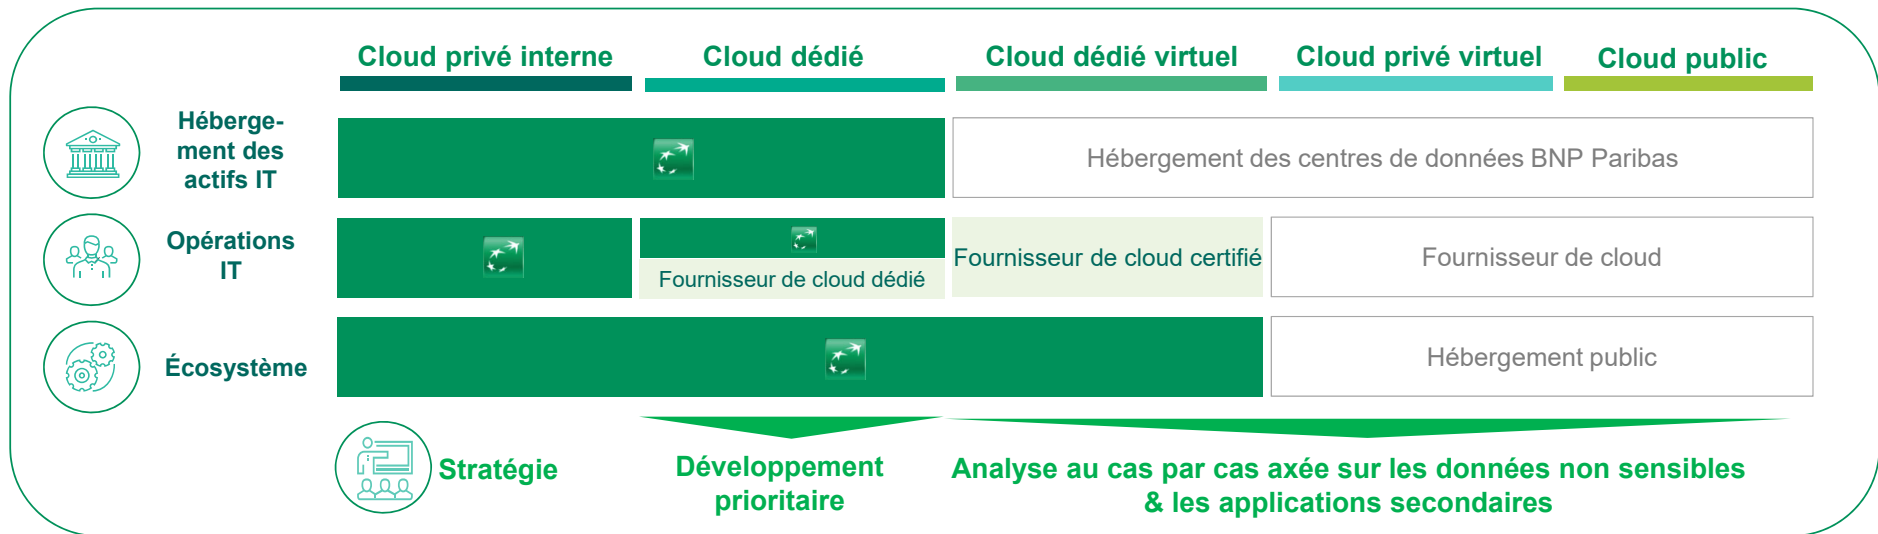 Cloud privé interne
Cloud dédié
Cloud dédié virtuel
Cloud privé virtuel
Cloud public
Héberge-
ment des
actifs IT
Hébergement des centres de données BNP Paribas
Opérations
IT
Fournisseur de cloud dédié
Fournisseur de cloud certifié
Fournisseur de cloud
Écosystème
Hébergement public
Stratégie
Développement
prioritaire
Analyse au cas par cas axée sur les données non sensibles
& les applications secondaires